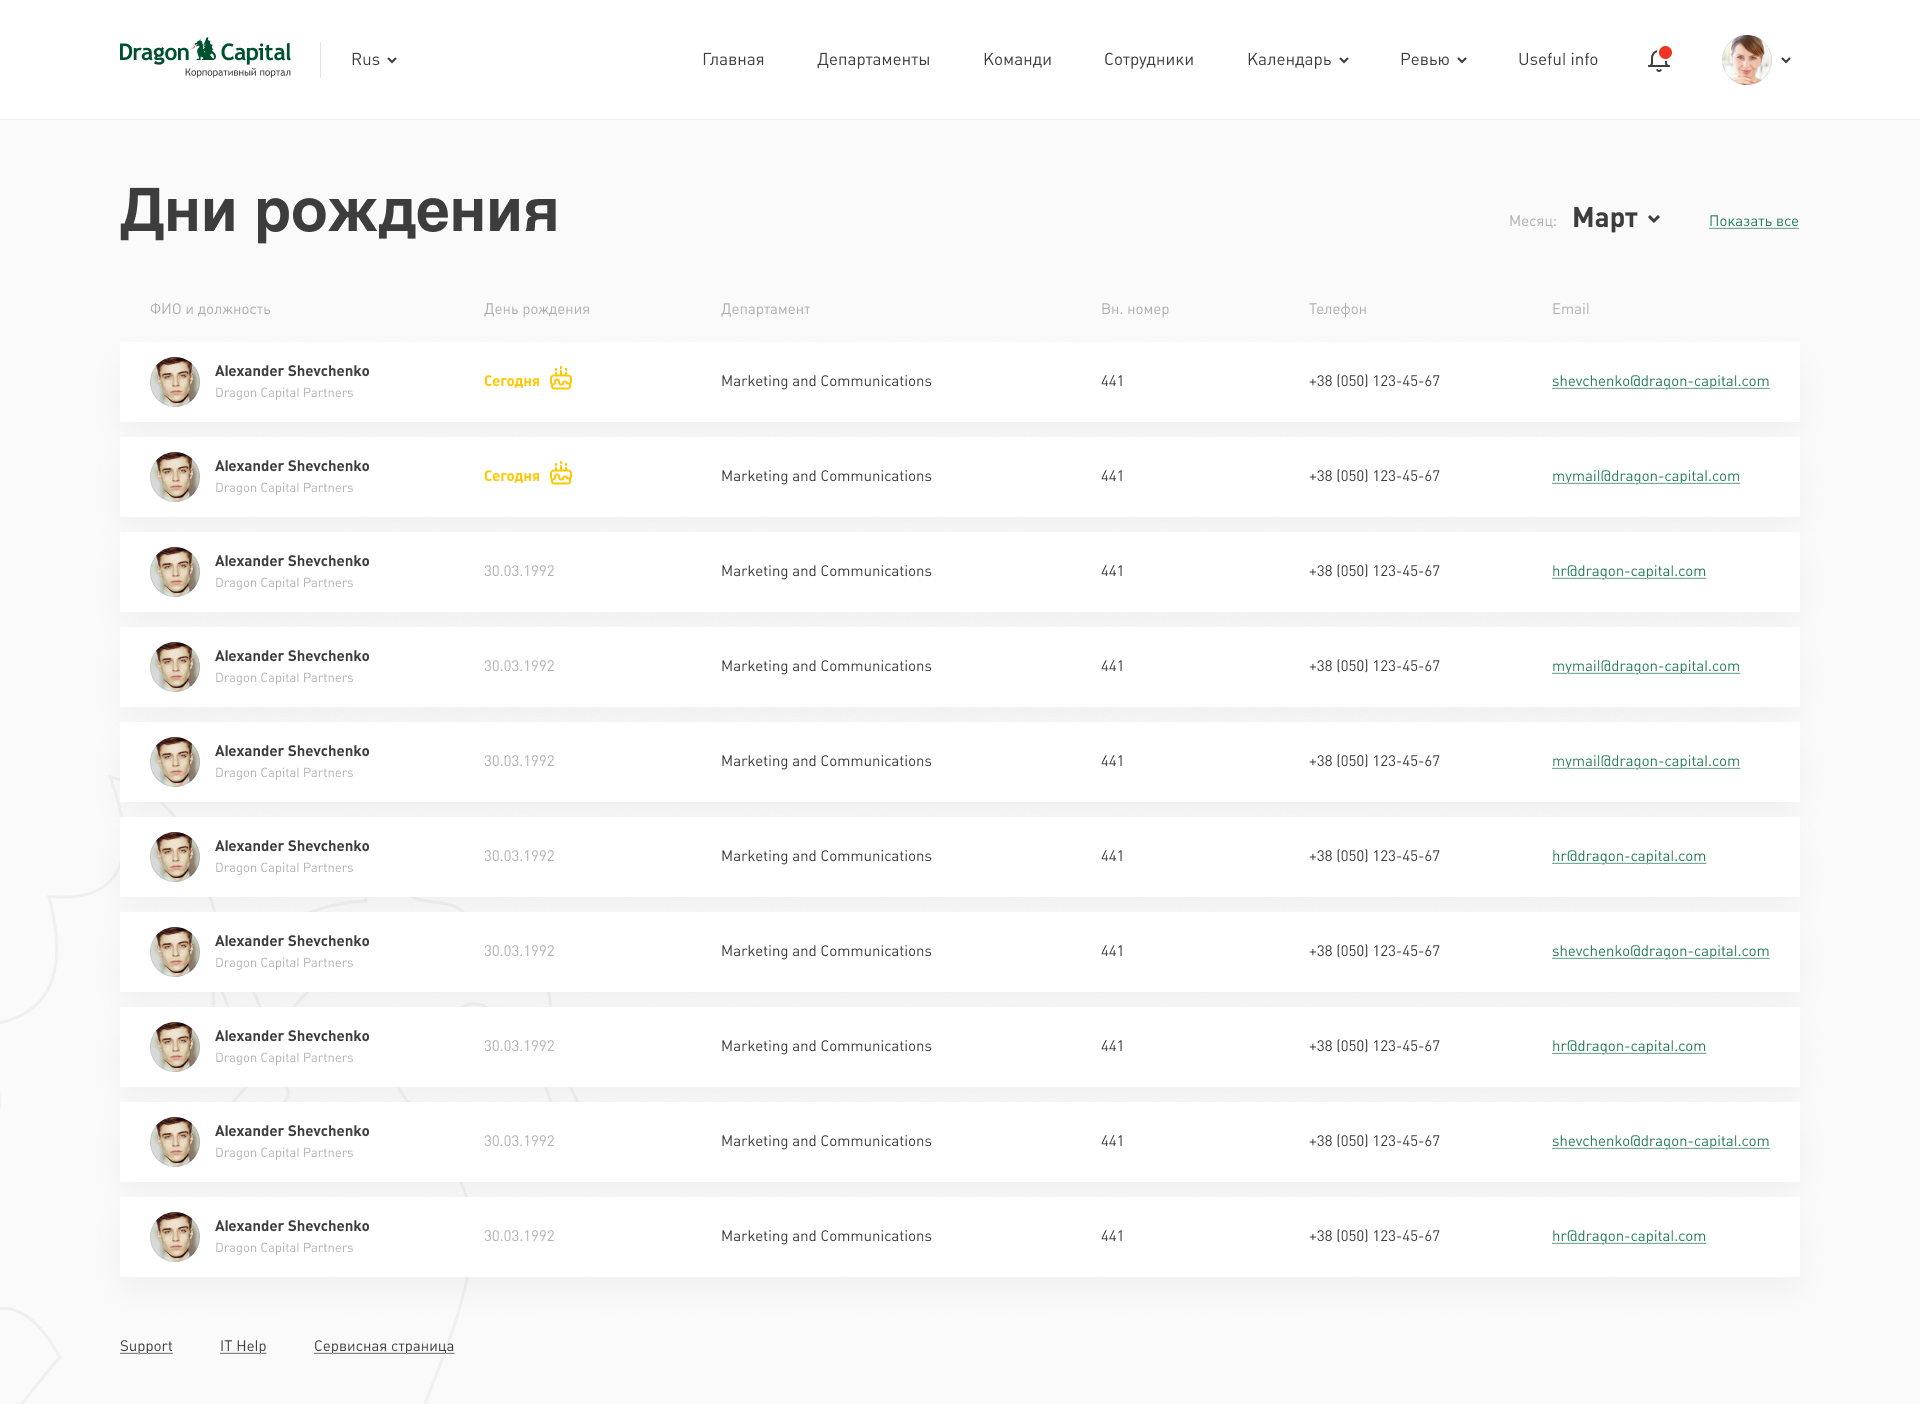 Dragon Capital
Корпоративный портал
Rus
Главная
Департаменты
Команди
Сотрудники
Календарь
Ревью
Useful info
Дни рождения
Месяц: Март
Показать все
ФИО и должность День рождения Департамент Вн. номер Телефон Email
Alexander Shevchenko
Dragon Capital Partners
Сегодня Marketing and Communications 441 +38 (050) 123-45-67 shevchenko@dragon-capital.com
Alexander Shevchenko
Dragon Capital Partners
Сегодня Marketing and Communications 441 +38 (050) 123-45-67 mymail@dragon-capital.com
Alexander Shevchenko
Dragon Capital Partners
30.03.1992 Marketing and Communications 441 +38 (050) 123-45-67 hr@dragon-capital.com
Alexander Shevchenko
Dragon Capital Partners
30.03.1992 Marketing and Communications 441 +38 (050) 123-45-67 mymail@dragon-capital.com
Alexander Shevchenko
Dragon Capital Partners
30.03.1992 Marketing and Communications 441 +38 (050) 123-45-67 mymail@dragon-capital.com
Alexander Shevchenko
Dragon Capital Partners
30.03.1992 Marketing and Communications 441 +38 (050) 123-45-67 hr@dragon-capital.com
Alexander Shevchenko
Dragon Capital Partners
30.03.1992 Marketing and Communications 441 +38 (050) 123-45-67 shevchenko@dragon-capital.com
Alexander Shevchenko
Dragon Capital Partners
30.03.1992 Marketing and Communications 441 +38 (050) 123-45-67 hr@dragon-capital.com
Alexander Shevchenko
Dragon Capital Partners
30.03.1992 Marketing and Communications 441 +38 (050) 123-45-67 shevchenko@dragon-capital.com
Alexander Shevchenko
Dragon Capital Partners
30.03.1992 Marketing and Communications 441 +38 (050) 123-45-67 hr@dragon-capital.com
Support
IT Help
Сервисная страница